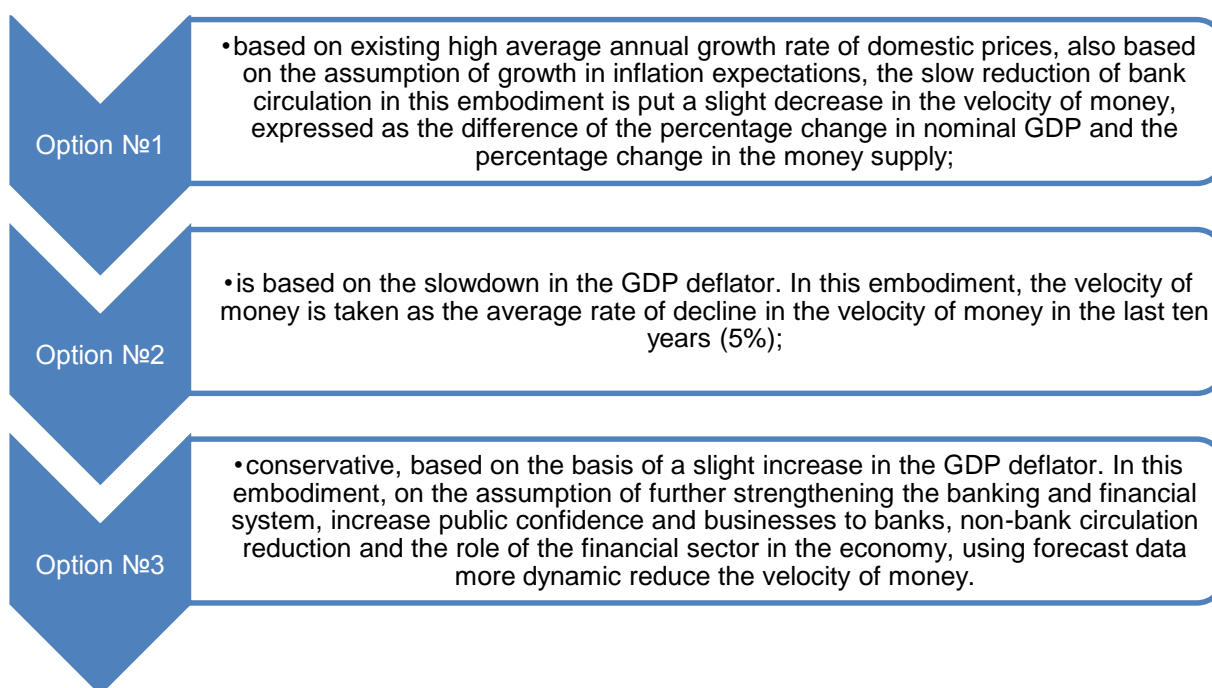 Option №1
•based on existing high average annual growth rate of domestic prices, also based
on the assumption of growth in inflation expectations, the slow reduction of bank
circulation in this embodiment is put a slight decrease in the velocity of money,
expressed as the difference of the percentage change in nominal GDP and the
percentage change in the money supply;
Option №2
•is based on the slowdown in the GDP deflator. In this embodiment, the velocity of
money is taken as the average rate of decline in the velocity of money in the last ten
years (5%);
Option №3
•conservative, based on the basis of a slight increase in the GDP deflator. In this
embodiment, on the assumption of further strengthening the banking and financial
system, increase public confidence and businesses to banks, non-bank circulation
reduction and the role of the financial sector in the economy, using forecast data
more dynamic reduce the velocity of money.